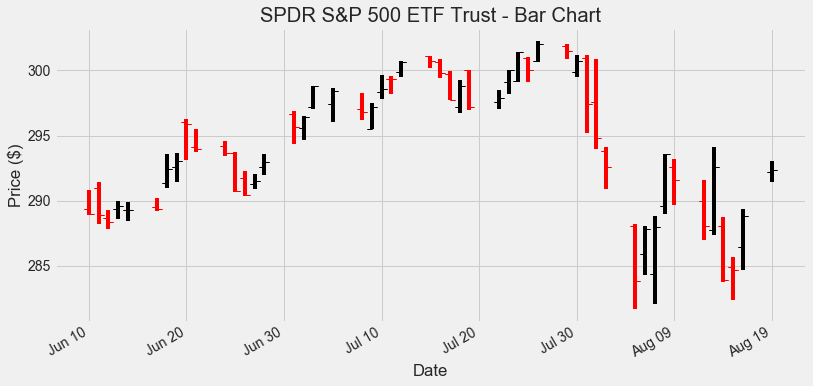 SPDR S&P 500 ETF Trust - Bar Chart
Price ($)
300
295
290
285
Jun 10
Jun 20
Jun 30
Jul 10
Jul 20
Jul 30
Aug 09
Aug 19
Date